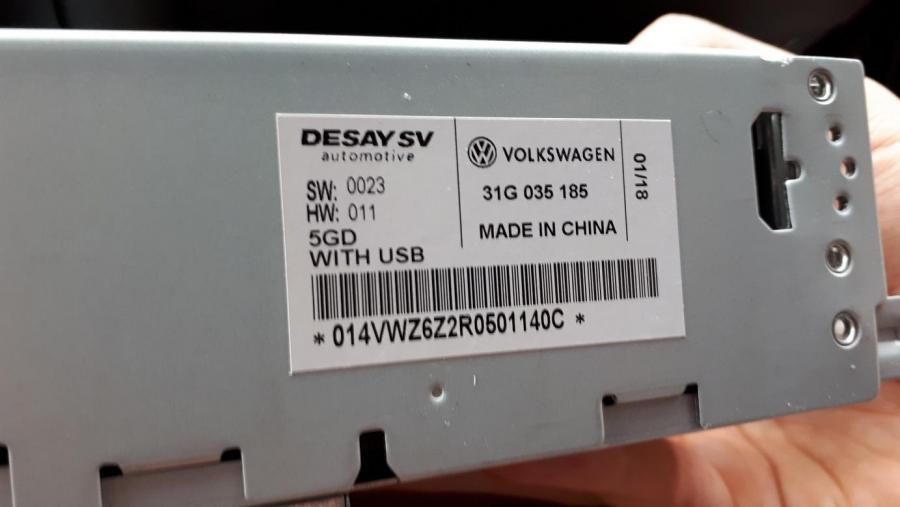 DESAY SV
automotive
SW: 0023
HW: 011
5GD
WITH USB
VOLKSWAGEN
31G 035 185
MADE IN CHINA
01/18
* 014VWZ6Z2R0501140C *